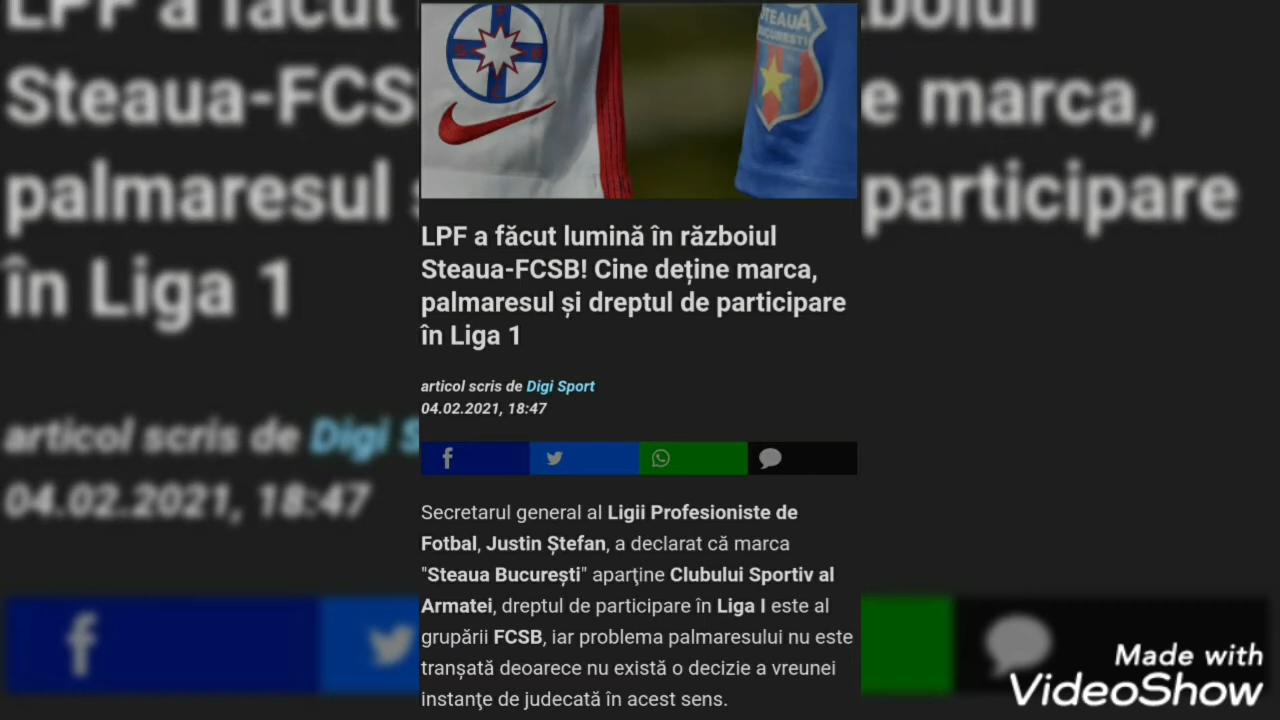 STEAUA
BUCUREȘTI
LPF a făcut lumină în războiul
Steaua-FCSB! Cine deține marca,
palmaresul și dreptul de participare
în Liga 1
articol scris de Digi Sport
04.02.2021, 18:47
Secretarul general al Ligii Profesioniste de
Fotbal, Justin Ștefan, a declarat că marca
"Steaua București" aparţine Clubului Sportiv al
Armatei, dreptul de participare în Liga I este al
grupării FCSB, iar problema palmaresului nu este
tranșată deoarece nu există o decizie a vreunei
instanţe de judecată în acest sens.
Made with
VideoShow